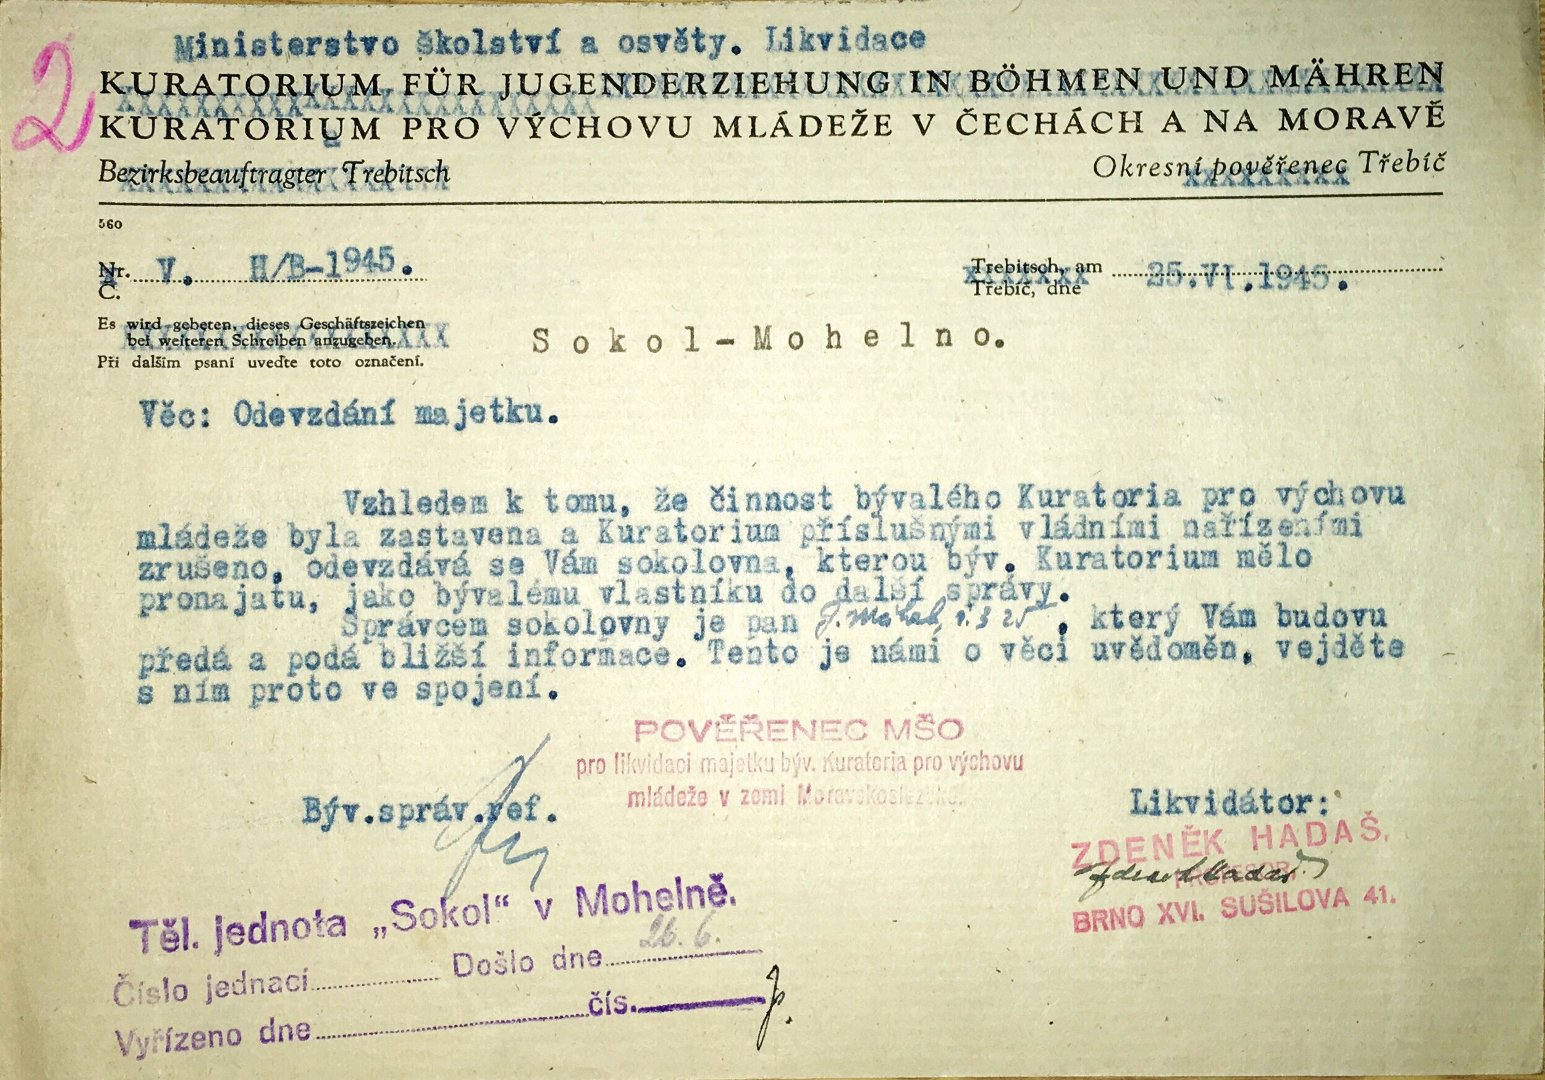 2
Ministerstvo školství a osvěty. Likvidace
KURATORIUM FÜR JUGENDERZIEHUNG IN BÖHMEN UND MÄHREN
KURATORIUM PRO VÝCHOVU MLÁDEŽE V ČECHÁCH A NA MORAVĚ
Bezirksbeauftragter Trebitsch
Okresní pověřenec Třebíč
560
Nr. V. H/B-1945.
Č.
Trebitsch, am
Třebíč, dne 25.VI.1945.
Es wird gebeten, dieses Geschäftszeichen
bei weiteren Schreiben anzugeben.
Při dalším psaní uveďte toto označení.
Sokol-Mohelno.
Věc: Odevzdání majetku.
Vzhledem k tomu, že činnost bývalého Kuratoria pro výchovu
mládeže byla zastavena a Kuratorium příslušnými vládními nařízeními
zrušeno, odevzdává se Vám sokolovna, kterou býv. Kuratorium mělo
pronajatu, jako bývalému vlastníku do další správy.
Správcem sokolovny je pan , který Vám budovu
předá a podá bližší informace. Tento je námi o věci uvědoměn, vejděte
s ním proto ve spojení.
POVĚŘENEC MŠO
pro likvidaci majetku býv. Kuratoria pro výchovu
mládeže v zemi Moravskoslezské.
Býv.správ.ref.
Likvidátor:
ZDENĚK HADAŠ,
PROFESOR
BRNO XVI. SUŠILOVA 41.
Těl. jednota „Sokol“ v Mohelně.
Číslo jednací Došlo dne 26. 6.
Vyřízeno dne čís.